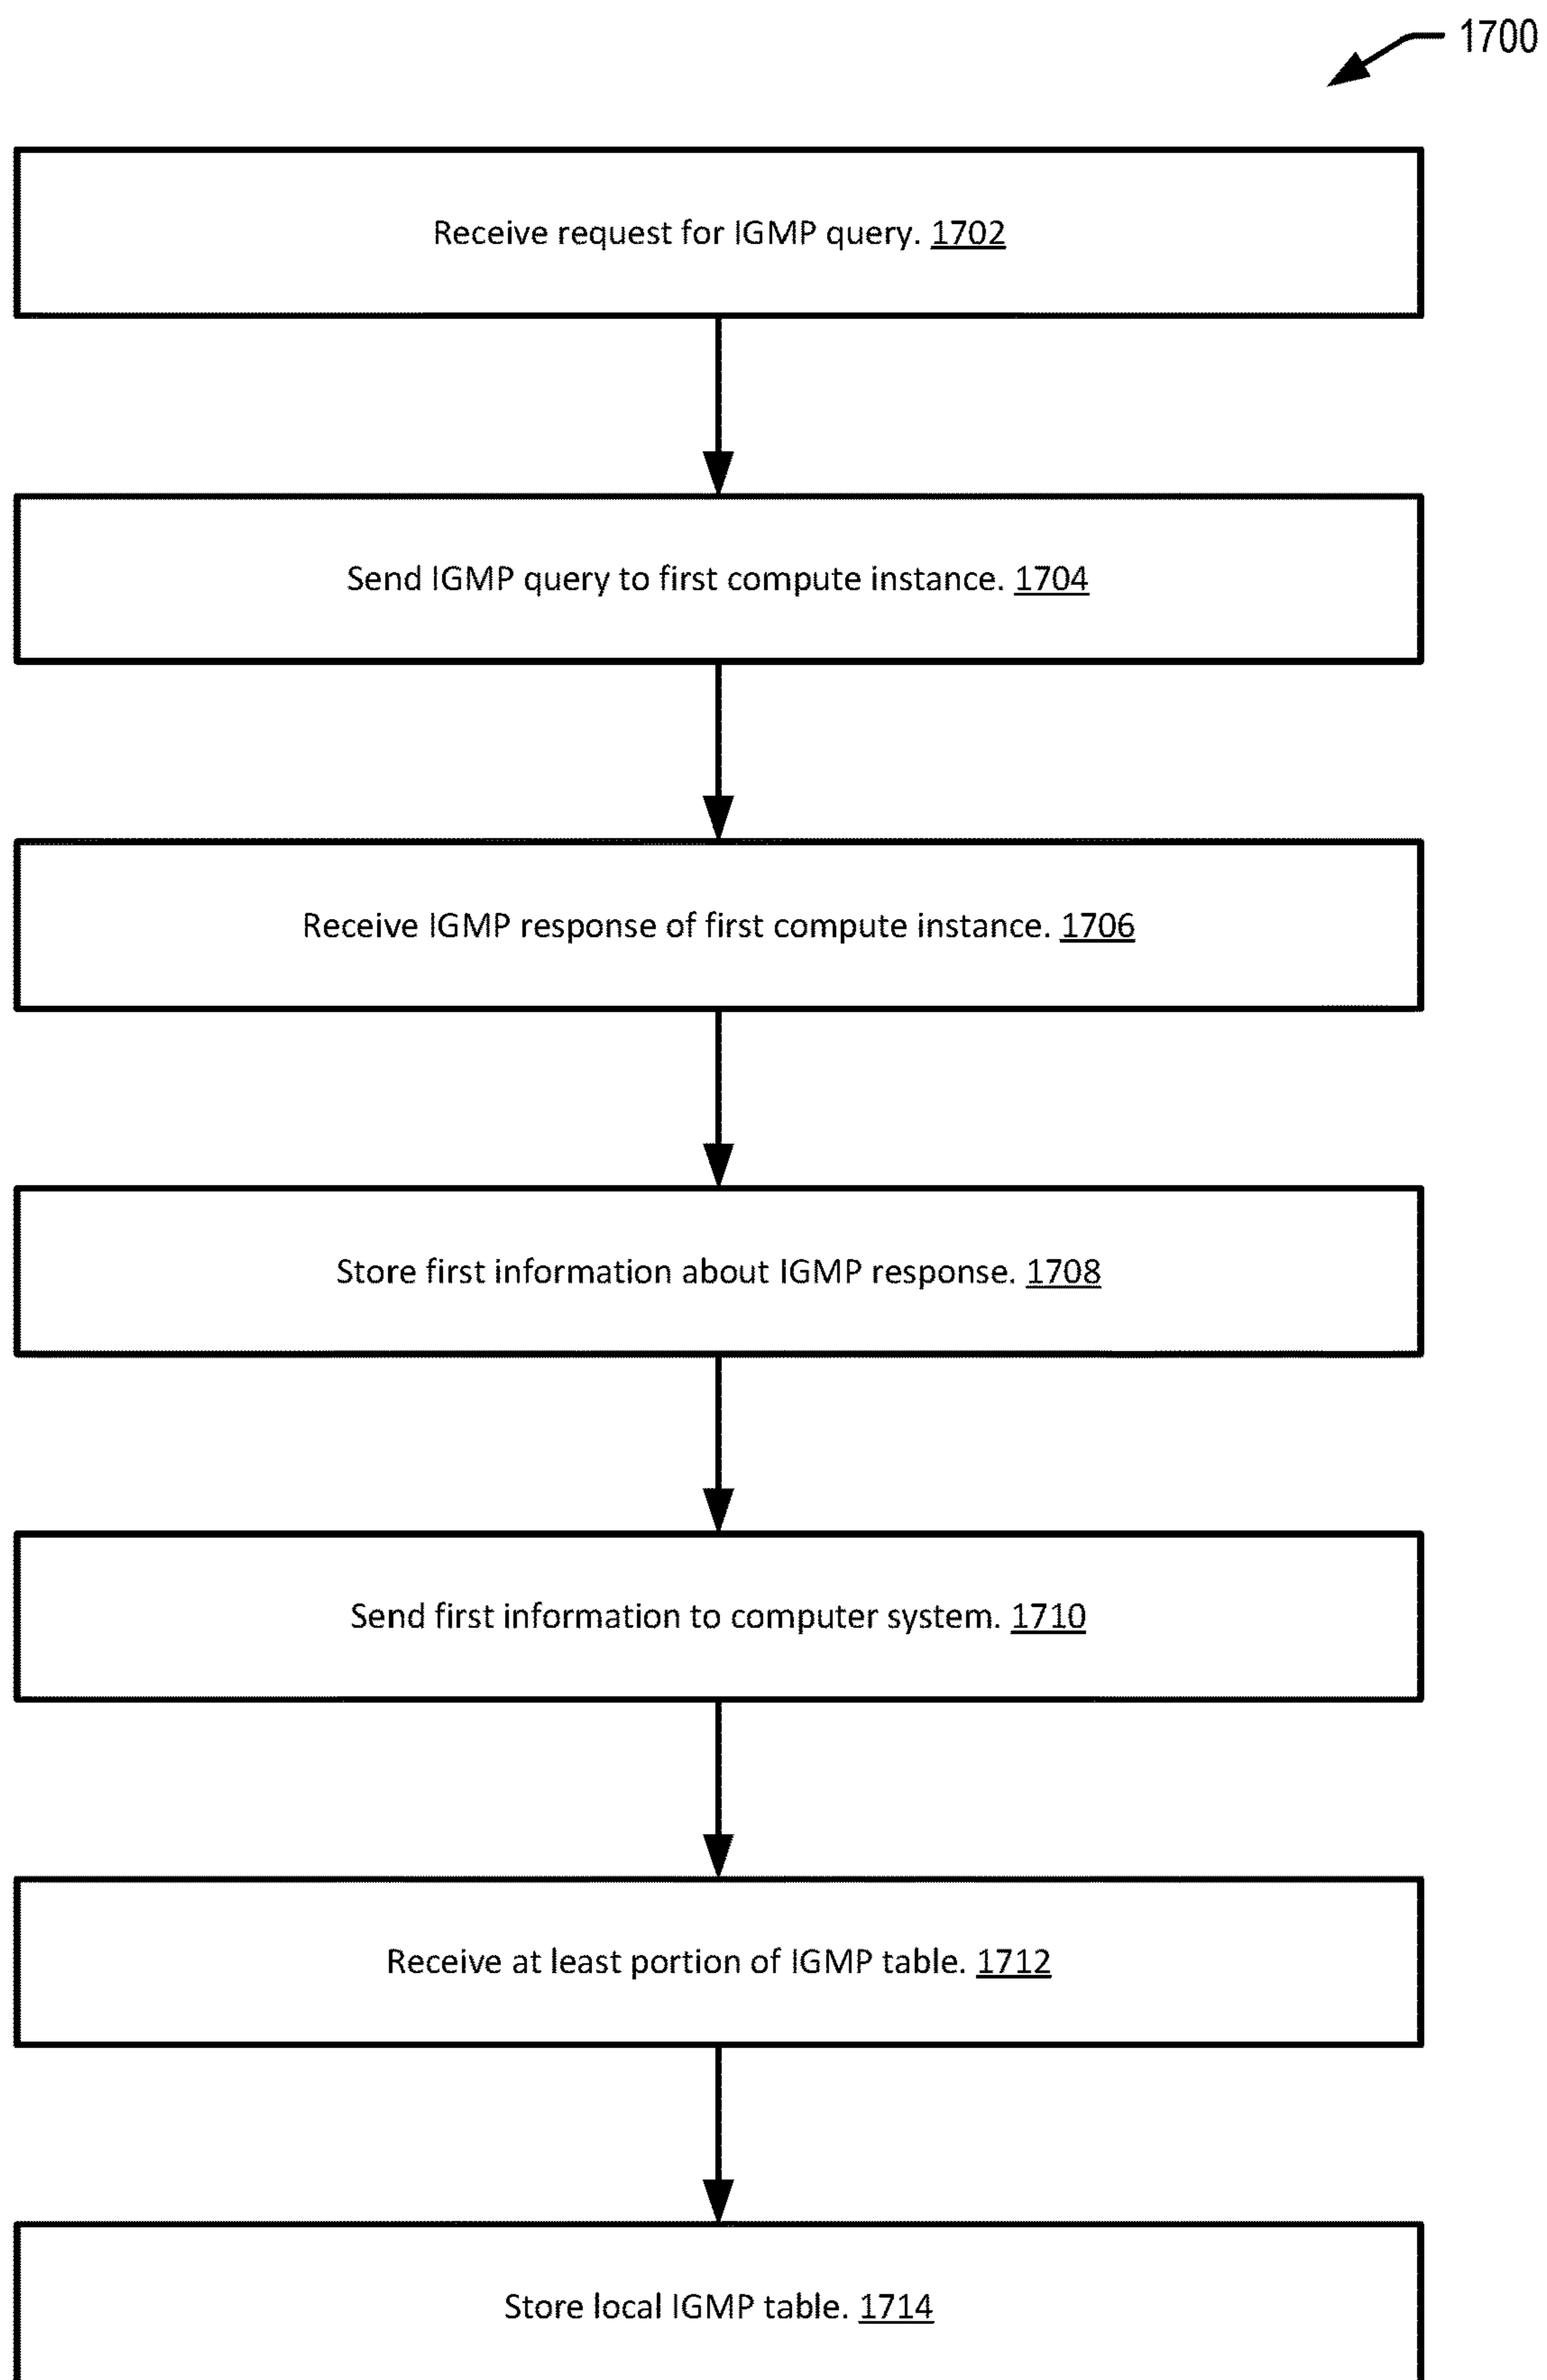 1700
Receive request for IGMP query. 1702
Send IGMP query to first compute instance. 1704
Receive IGMP response of first compute instance. 1706
Store first information about IGMP response. 1708
Send first information to computer system. 1710
Receive at least portion of IGMP table. 1712
Store local IGMP table. 1714